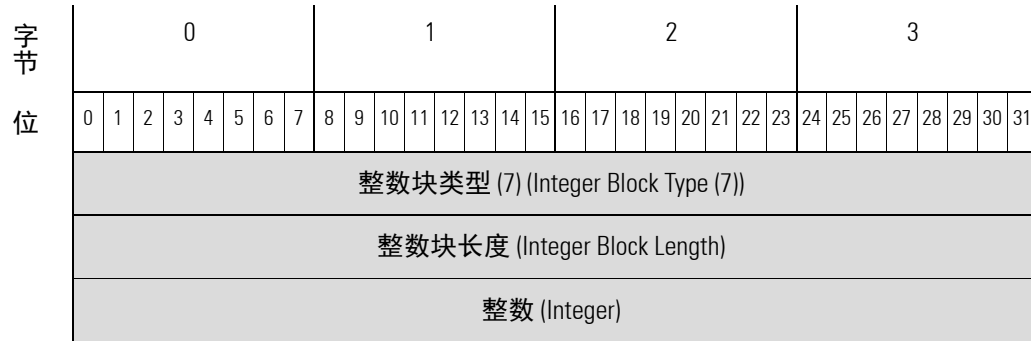 字节 0 1 2 3
位 0 1 2 3 4 5 6 7 8 9 10 11 12 13 14 15 16 17 18 19 20 21 22 23 24 25 26 27 28 29 30 31
整数块类型 (7) (Integer Block Type (7))
整数块长度 (Integer Block Length)
整数 (Integer)